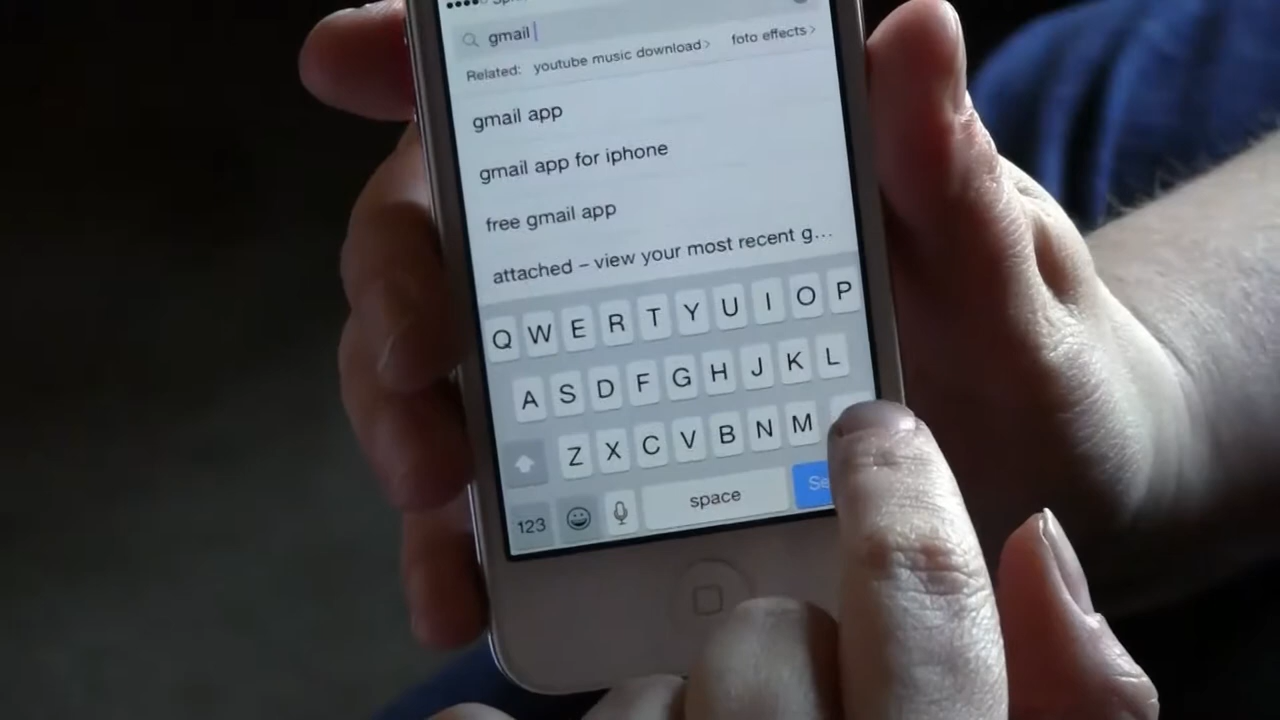 gmail
Related: youtube music download> foto effects>
gmail app
gmail app for iphone
free gmail app
attached – view your most recent g...
Q W E R T Y U I O P
A S D F G H J K L
Z X C V B N M
123 space Se